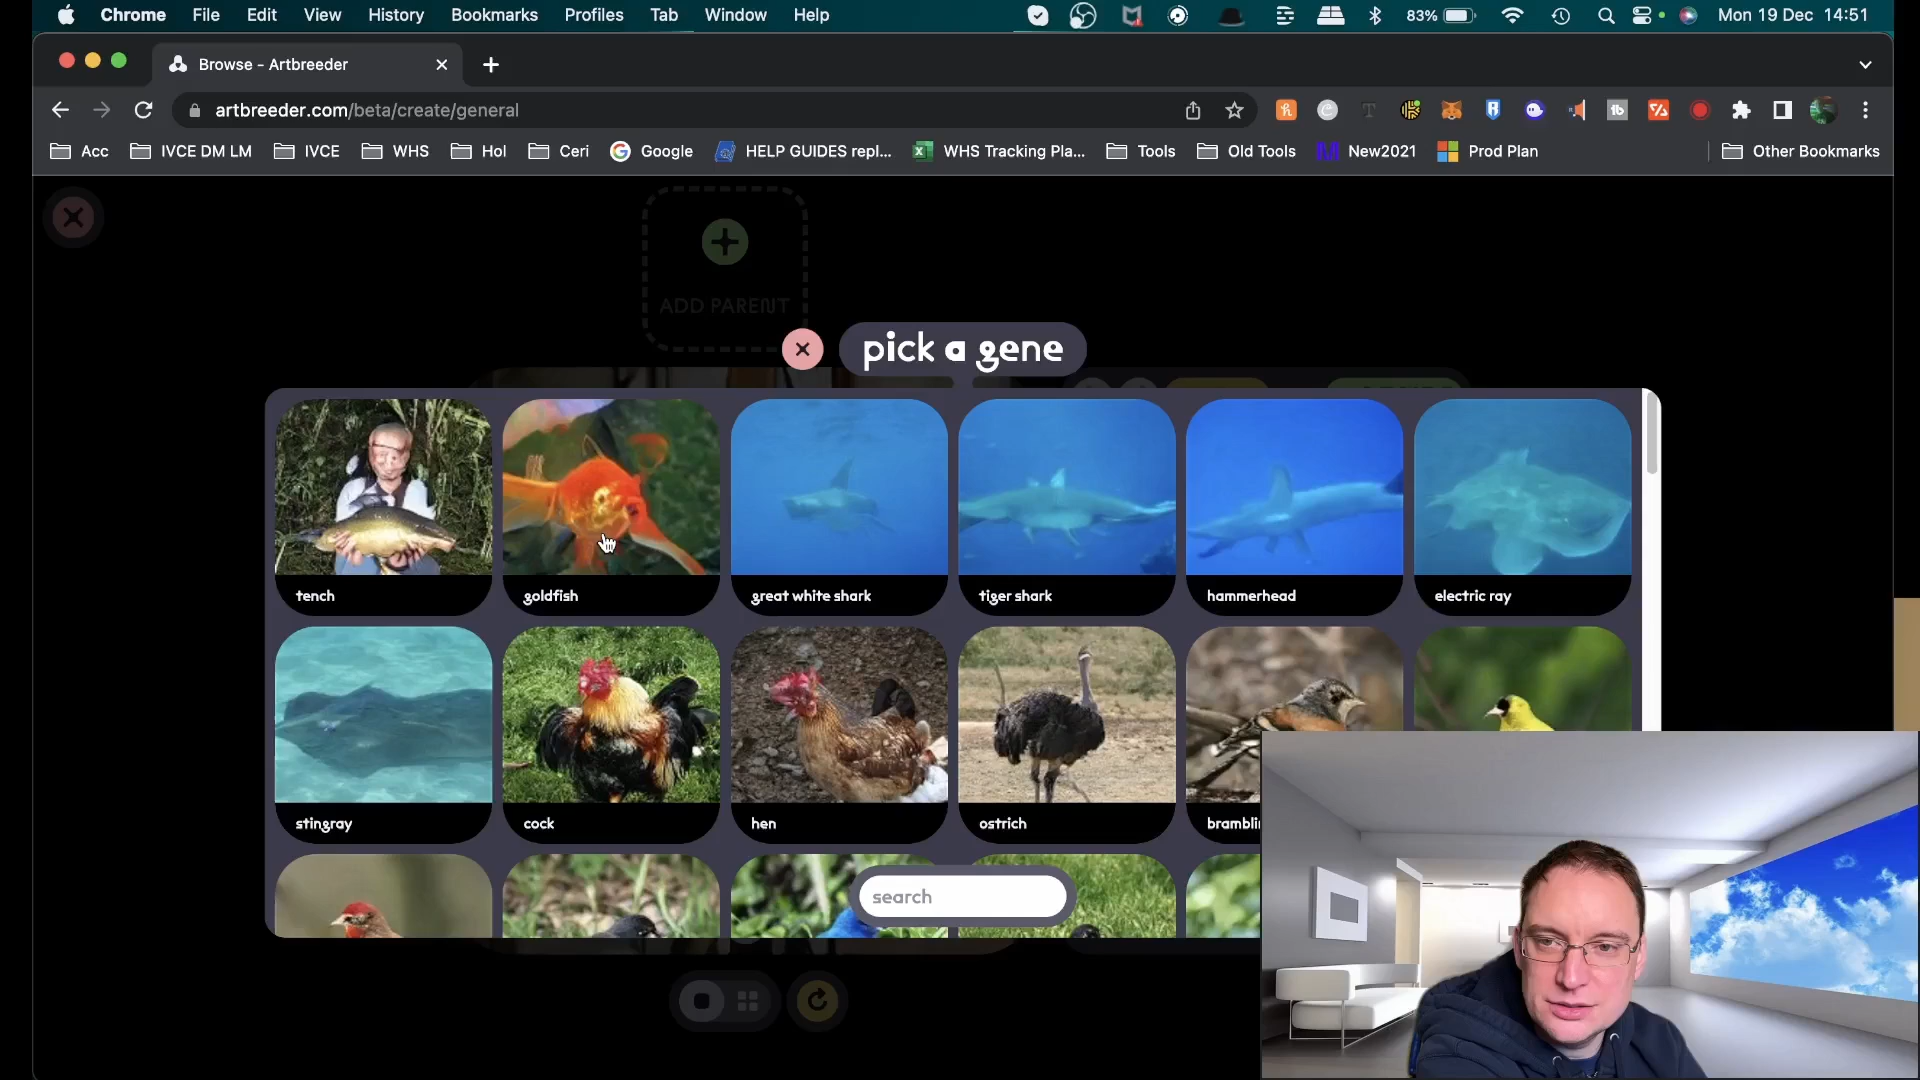 Chrome File Edit View History Bookmarks Profiles Tab Window Help 83% Mon 19 Dec 14:51
Browse - Artbreeder
artbreeder.com/beta/create/general
Acc IVCE DM LM IVCE WHS Hol Ceri Google HELP GUIDES repl... WHS Tracking Pla... Tools Old Tools New2021 Prod Plan Other Bookmarks
ADD PARENT
pick a gene
tench goldfish great white shark tiger shark hammerhead electric ray
stingray cock hen ostrich
search